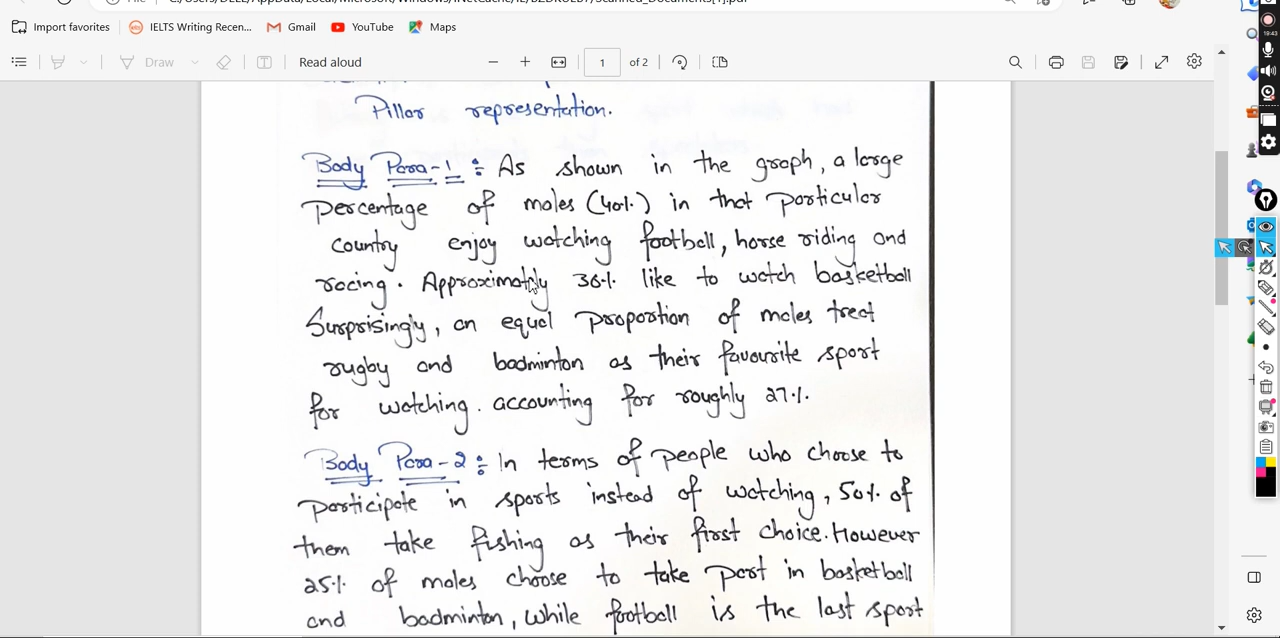 Import favorites IELTS Writing Recen... Gmail YouTube Maps
Draw Read aloud 1 of 2
19:43
Pillar representation.
Body Para-1 : As shown in the graph, a large
percentage of males (40%) in that particular
country enjoy watching football, horse riding and
racing. Approximatly 36% like to watch basketball
Surprisingly, an equal proportion of males treat
rugby and badminton as their favourite sport
for watching. accounting for roughly 27%.
Body Para-2 : In terms of people who choose to
participate in sports instead of watching, 50% of
them take fishing as their first choice. However
25% of males choose to take part in basketball
and badminton, while football is the last sport